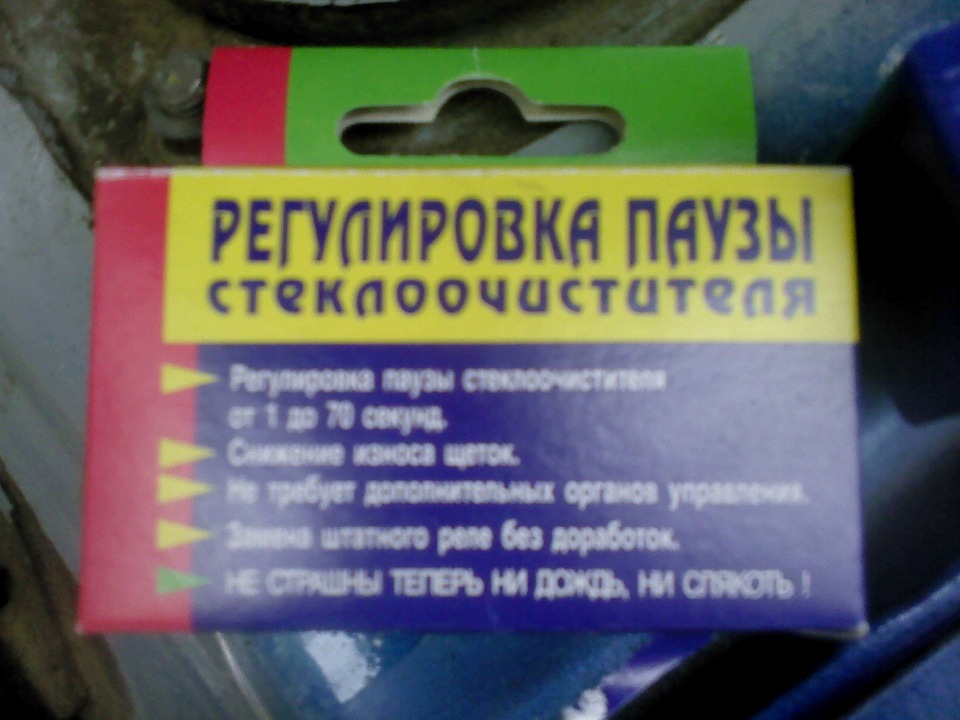 РЕГУЛИРОВКА ПАУЗЫ
СТЕКЛООЧИСТИТЕЛЯ
Регулировка паузы стеклоочистителя
от 1 до 70 секунд.
Снижение износа щеток.
Не требует дополнительных органов управления.
Замена штатного реле без доработок.
НЕ СТРАШНЫ ТЕПЕРЬ НИ ДОЖДЬ, НИ СЛЯКОТЬ !